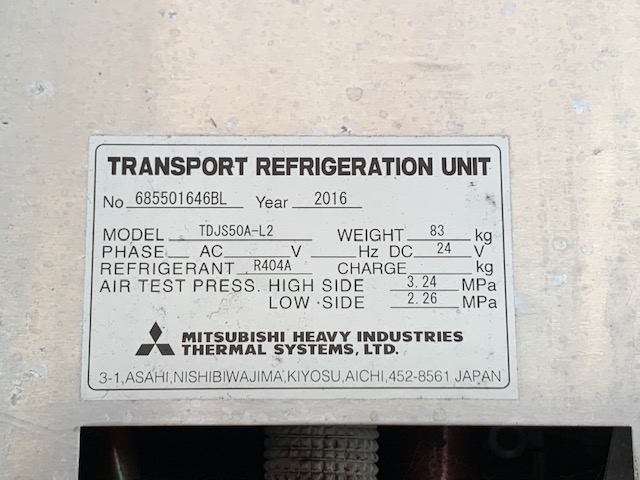 TRANSPORT REFRIGERATION UNIT
No 685501646BL Year 2016
MODEL TDJS50A-L2 WEIGHT 83 kg
PHASE AC V Hz DC 24 V
REFRIGERANT R404A CHARGE kg
AIR TEST PRESS. HIGH SIDE 3.24 MPa
LOW·SIDE 2.26 MPa
MITSUBISHI HEAVY INDUSTRIES
THERMAL SYSTEMS, LTD.
3-1,ASAHI,NISHIBIWAJIMA,KIYOSU,AICHI,452-8561 JAPAN